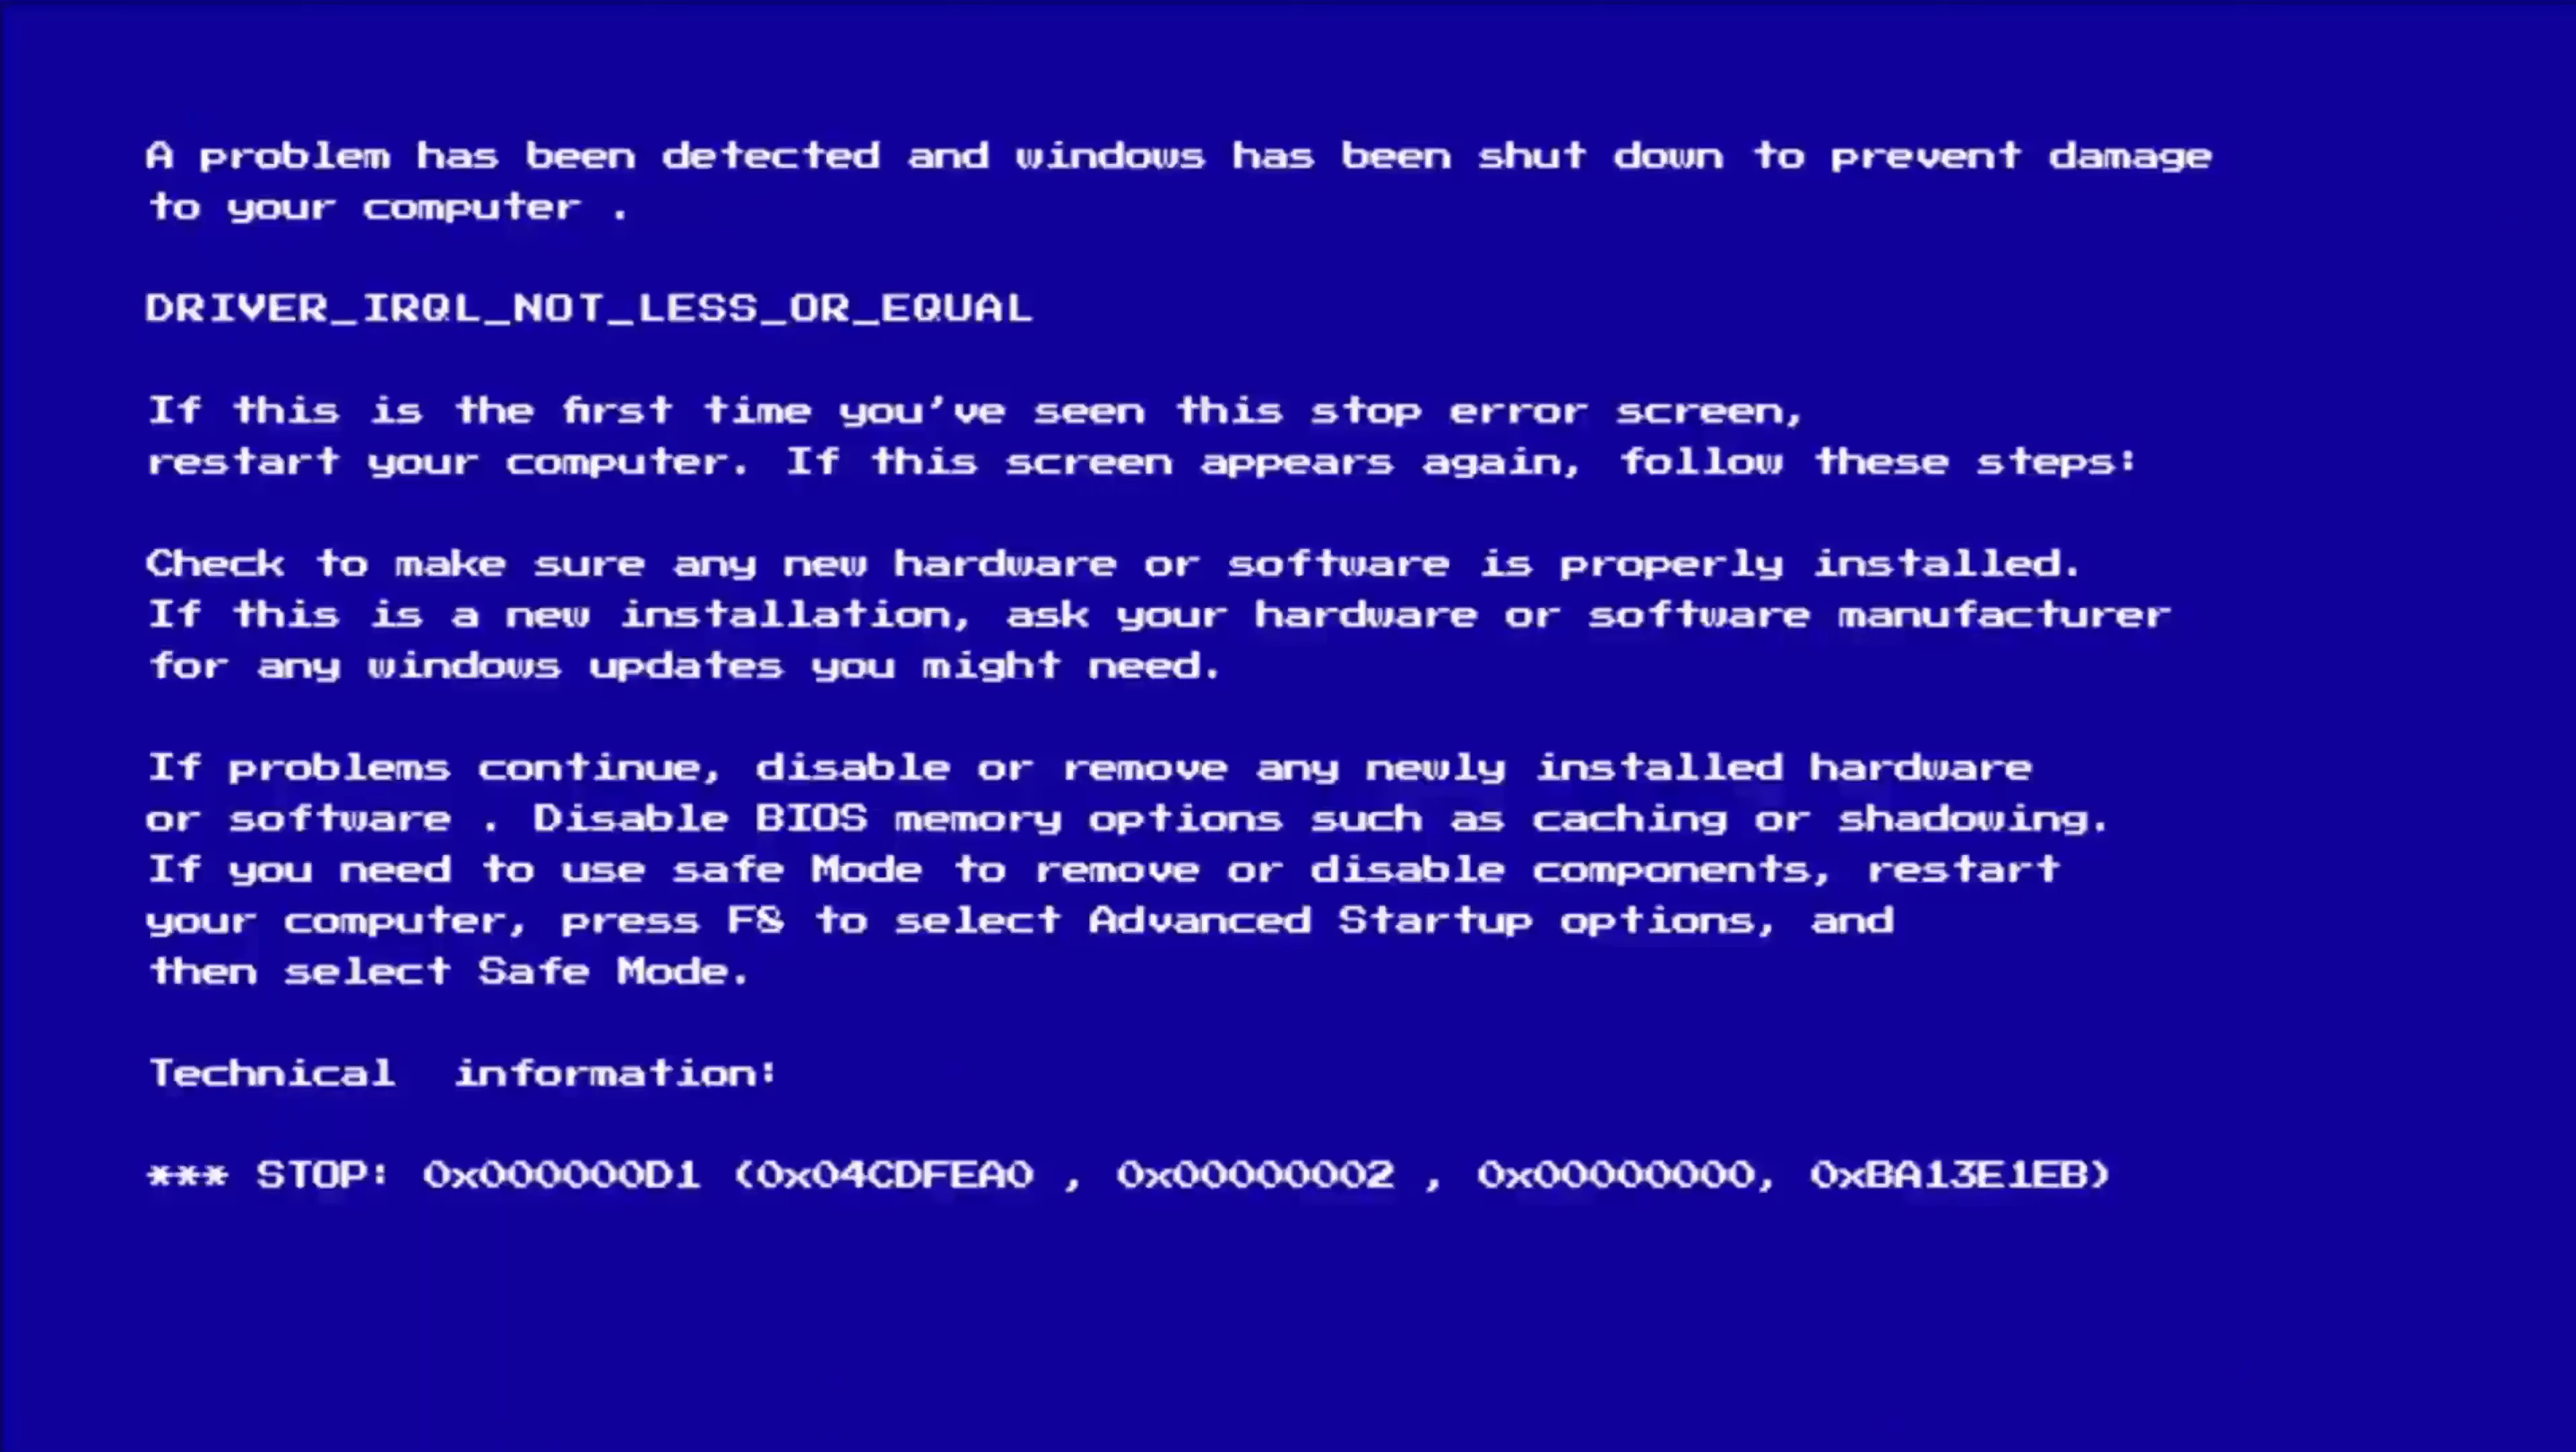 A problem has been detected and windows has been shut down to prevent damage
to your computer .
DRIVER_IRQL_NOT_LESS_OR_EQUAL
If this is the first time you've seen this stop error screen,
restart your computer. If this screen appears again, follow these steps:
Check to make sure any new hardware or software is properly installed.
If this is a new installation, ask your hardware or software manufacturer
for any windows updates you might need.
If problems continue, disable or remove any newly installed hardware
or software . Disable BIOS memory options such as caching or shadowing.
If you need to use safe Mode to remove or disable components, restart
your computer, press F& to select Advanced Startup options, and
then select Safe Mode.
Technical  information:
*** STOP: 0x000000D1 (0x04CDFEA0 , 0x00000002 , 0x00000000, 0xBA13E1EB)